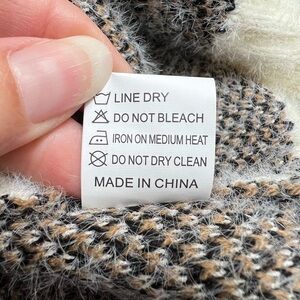 LINE DRY
DO NOT BLEACH
IRON ON MEDIUM HEAT
DO NOT DRY CLEAN
MADE IN CHINA